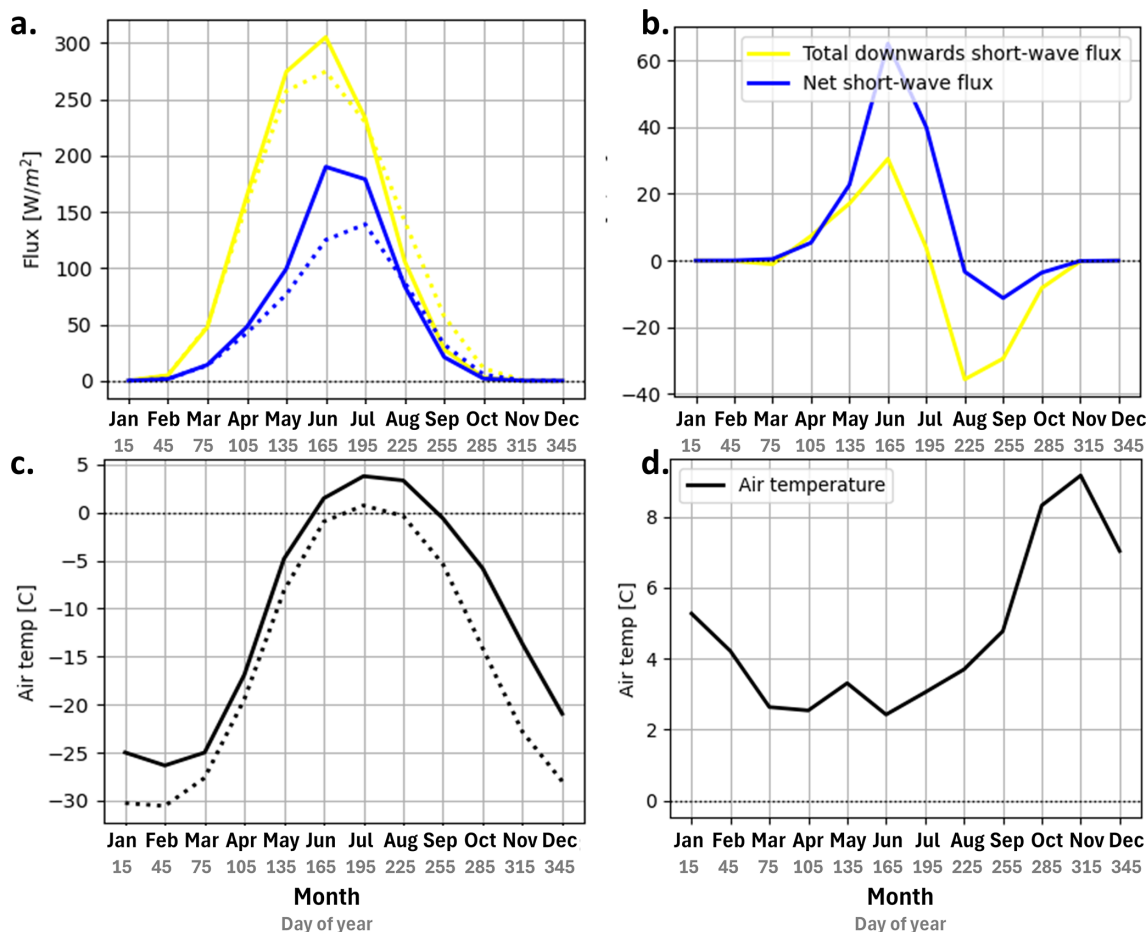 a.
300
250
200
150
100
50
0
Flux [W/m²]
Jan Feb Mar Apr May Jun Jul Aug Sep Oct Nov Dec
15 45 75 105 135 165 195 225 255 285 315 345
b.
Total downwards short-wave flux
Net short-wave flux
60
40
20
0
−20
−40
Jan Feb Mar Apr May Jun Jul Aug Sep Oct Nov Dec
15 45 75 105 135 165 195 225 255 285 315 345
c.
5
0
−5
−10
−15
−20
−25
−30
Air temp [C]
Jan Feb Mar Apr May Jun Jul Aug Sep Oct Nov Dec
15 45 75 105 135 165 195 225 255 285 315 345
Month
Day of year
d.
Air temperature
8
6
4
2
0
Air temp [C]
Jan Feb Mar Apr May Jun Jul Aug Sep Oct Nov Dec
15 45 75 105 135 165 195 225 255 285 315 345
Month
Day of year